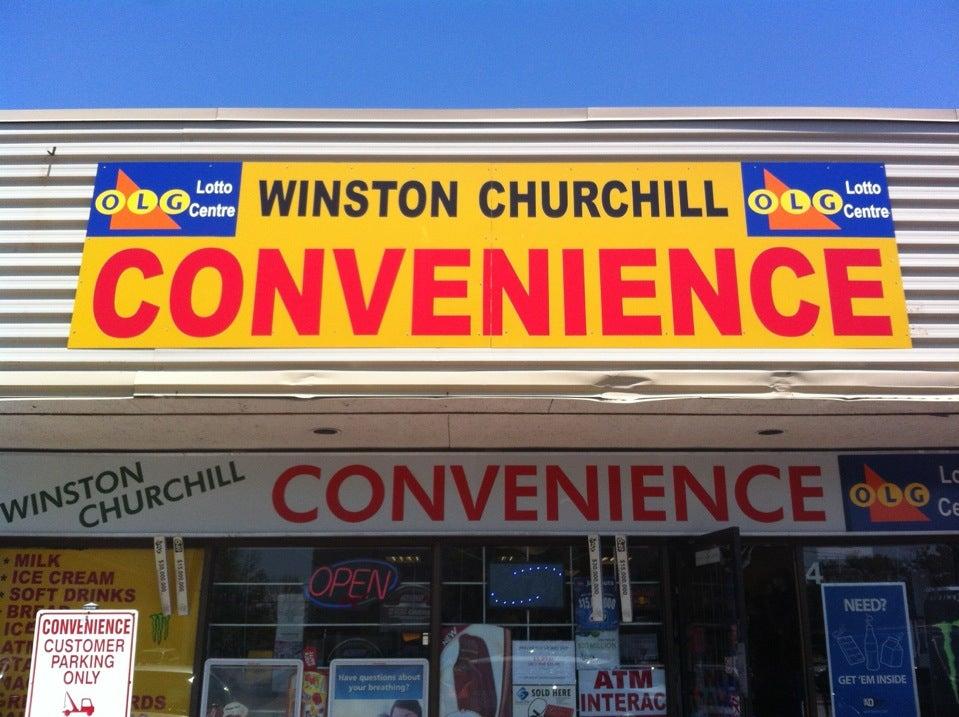 OLG Lotto Centre
WINSTON CHURCHILL
OLG Lotto Centre
CONVENIENCE
WINSTON
CHURCHILL
CONVENIENCE
OLG
* MILK
* ICE CREAM
* SOFT DRINKS
OPEN
4
NEED?
GET 'EM INSIDE
CONVENIENCE
CUSTOMER
PARKING
ONLY
Have questions about
your breathing?
SOLD HERE
ATM
INTERAC